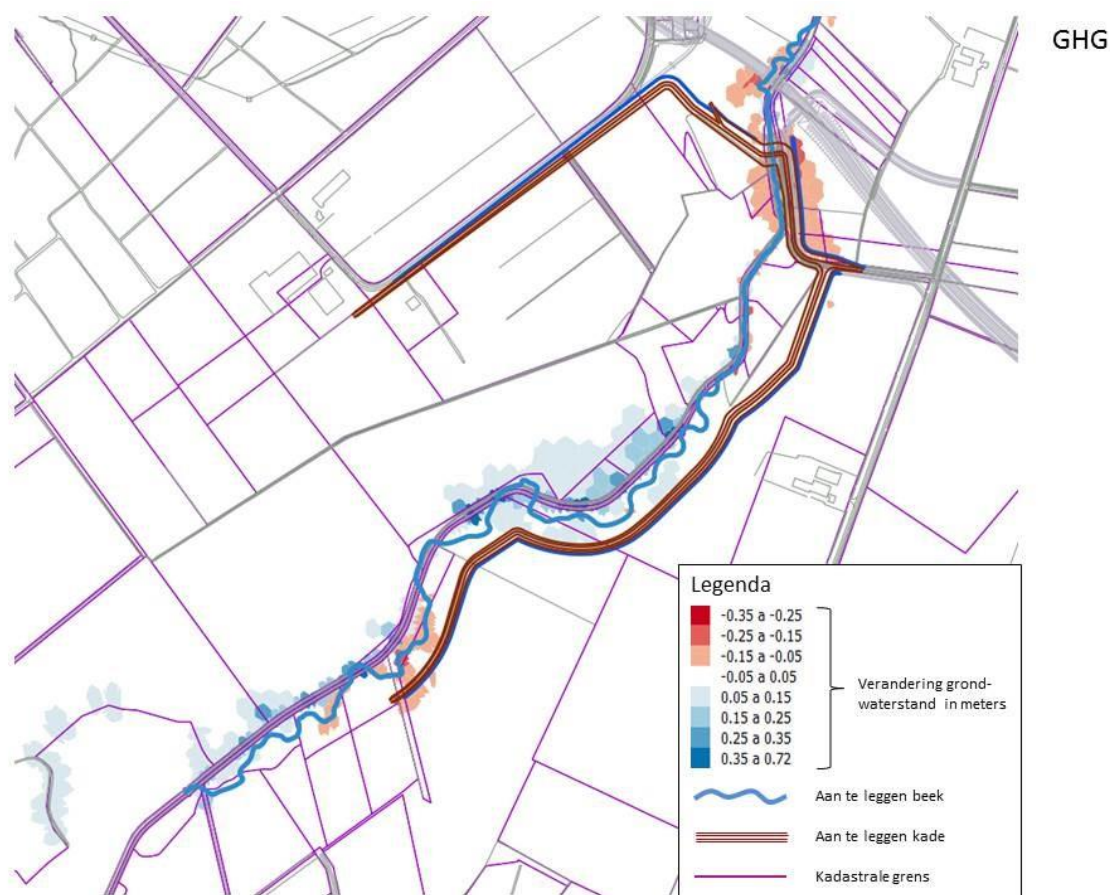 GHG
Legenda
-0.35 a -0.25
-0.25 a -0.15
-0.15 a -0.05
-0.05 a 0.05
0.05 a 0.15
0.15 a 0.25
0.25 a 0.35
0.35 a 0.72
Verandering grond-
waterstand in meters
Aan te leggen beek
Aan te leggen kade
Kadastrale grens